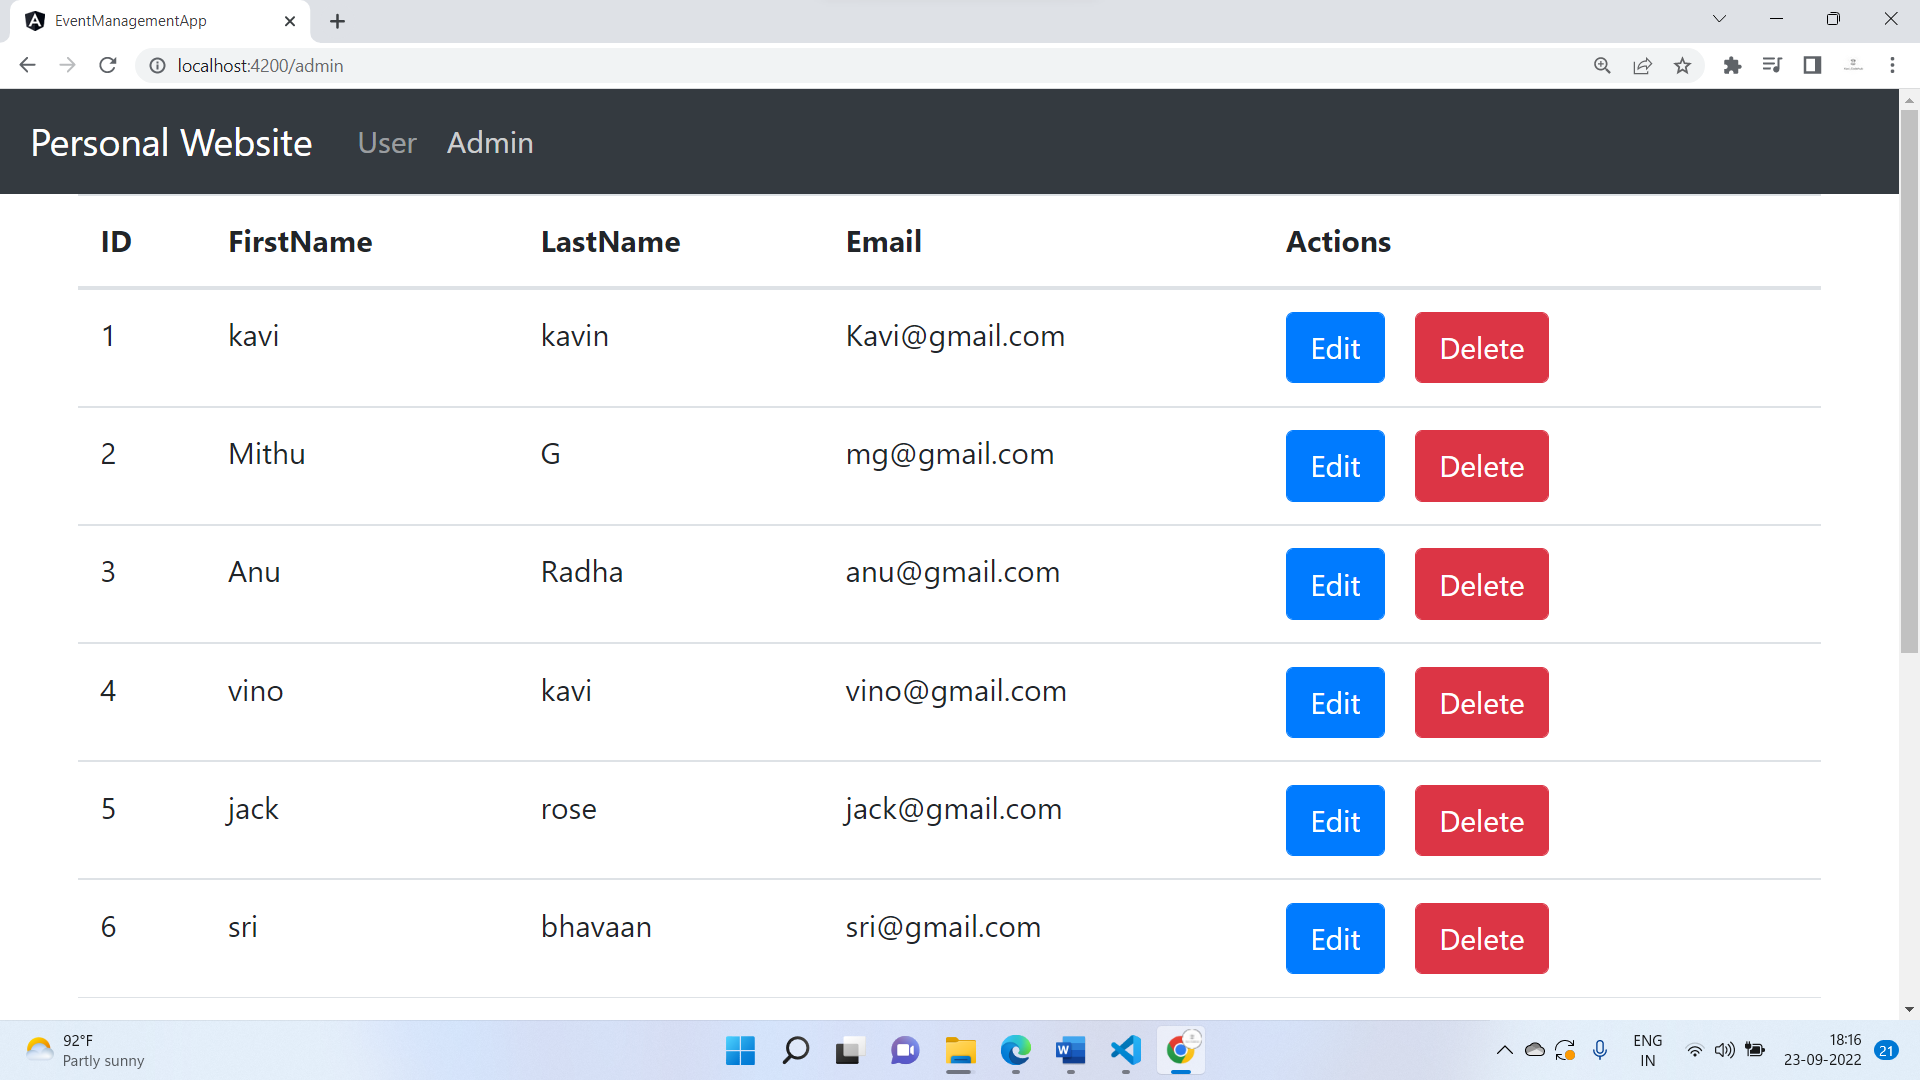 EventManagementApp
localhost:4200/admin
Personal Website User Admin
ID FirstName LastName Email Actions
1 kavi kavin Kavi@gmail.com Edit Delete
2 Mithu G mg@gmail.com Edit Delete
3 Anu Radha anu@gmail.com Edit Delete
4 vino kavi vino@gmail.com Edit Delete
5 jack rose jack@gmail.com Edit Delete
6 sri bhavaan sri@gmail.com Edit Delete
92°F
Partly sunny
ENG
IN
18:16
23-09-2022
21